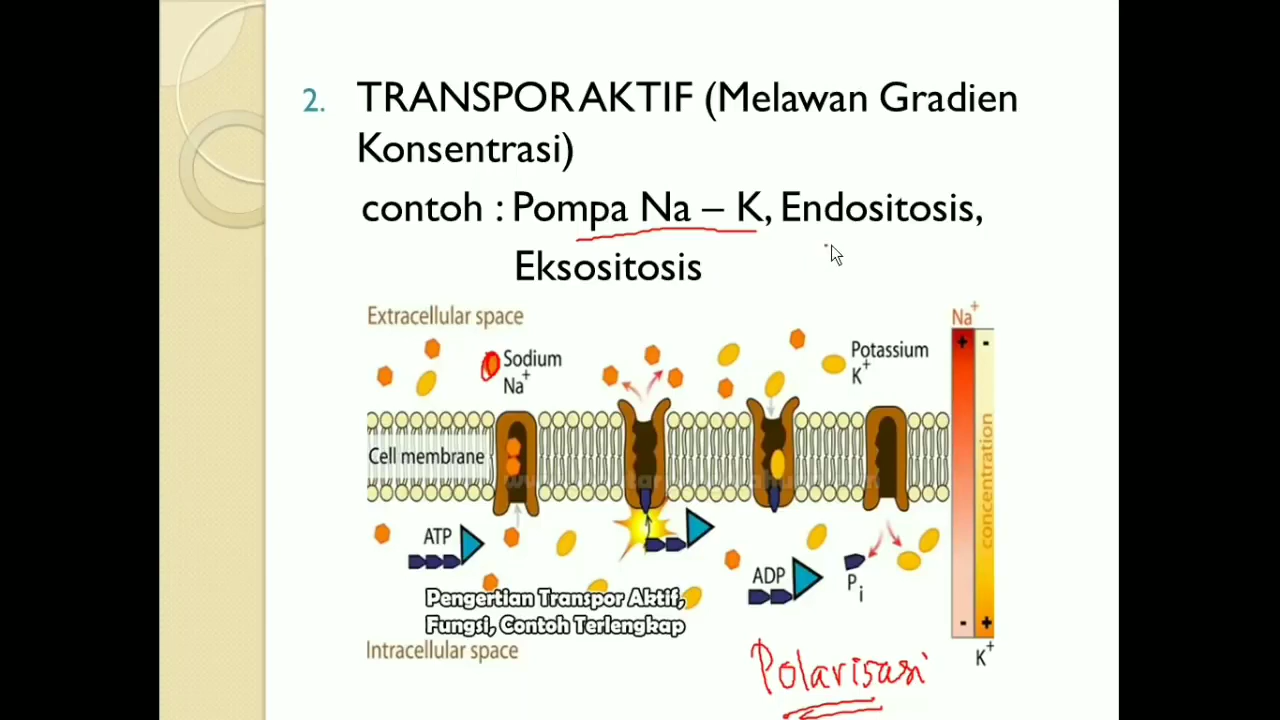 2. TRANSPOR AKTIF (Melawan Gradien
Konsentrasi)
contoh : Pompa Na – K, Endositosis,
Eksositosis
Extracellular space
Sodium
Na+
Potassium
K+
Na+
+ -
Cell membrane
concentration
ATP
ADP
Pi
Pengertian Transpor Aktif,
Fungsi, Contoh Terlengkap
- +
Intracellular space
K+
Polarisasi